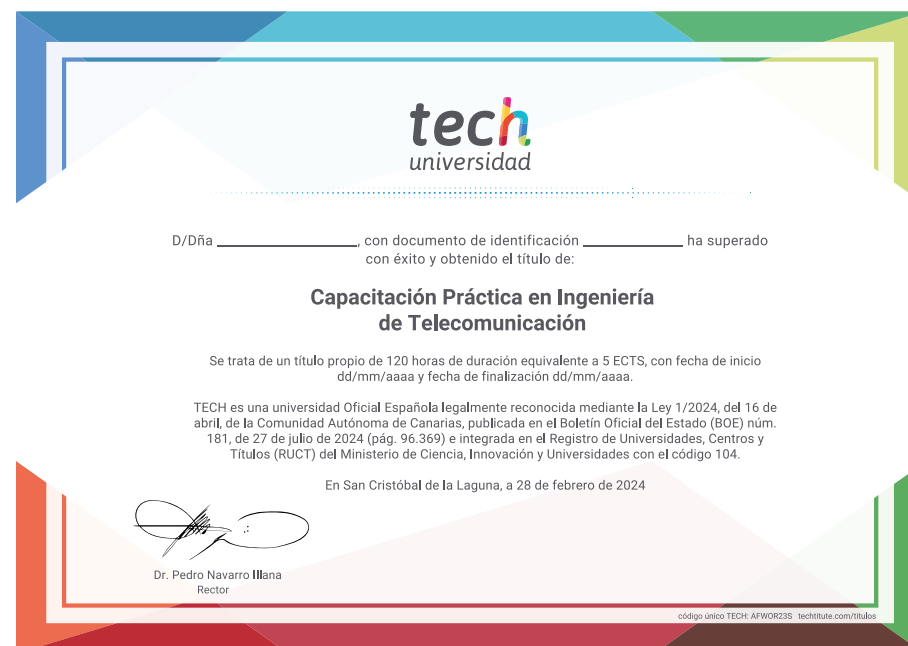 tech
universidad
D/Dña ____________________, con documento de identificación ______________ ha superado
con éxito y obtenido el título de:
Capacitación Práctica en Ingeniería
de Telecomunicación
Se trata de un título propio de 120 horas de duración equivalente a 5 ECTS, con fecha de inicio
dd/mm/aaaa y fecha de finalización dd/mm/aaaa.
TECH es una universidad Oficial Española legalmente reconocida mediante la Ley 1/2024, del 16 de
abril, de la Comunidad Autónoma de Canarias, publicada en el Boletín Oficial del Estado (BOE) núm.
181, de 27 de julio de 2024 (pág. 96.369) e integrada en el Registro de Universidades, Centros y
Títulos (RUCT) del Ministerio de Ciencia, Innovación y Universidades con el código 104.
En San Cristóbal de la Laguna, a 28 de febrero de 2024
Dr. Pedro Navarro Illana
Rector
código único TECH: AFWOR23S techtitute.com/titulos